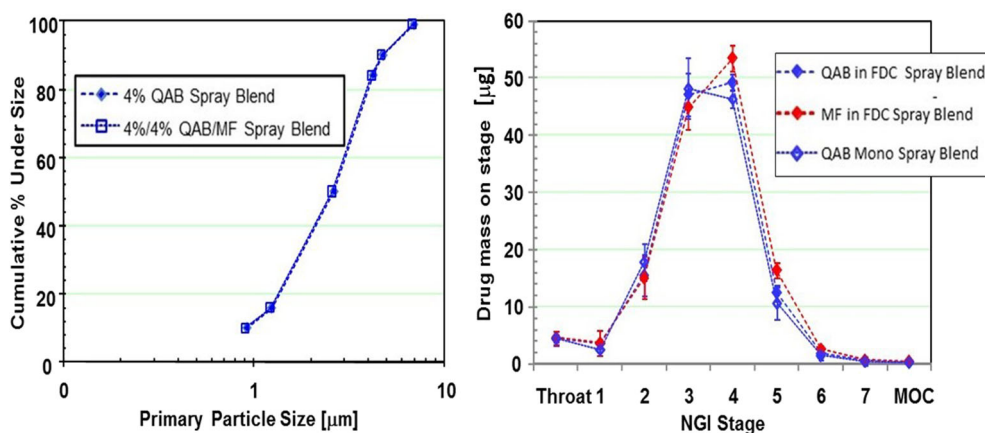 100
80
60
40
20
0
Cumulative % Under Size
4% QAB Spray Blend
4%/4% QAB/MF Spray Blend
0 1 10
Primary Particle Size [µm]
60
50
40
30
20
10
0
Drug mass on stage [µg]
QAB in FDC Spray Blend
-
MF in FDC Spray Blend
QAB Mono Spray Blend
Throat 1 2 3 4 5 6 7 MOC
NGI Stage